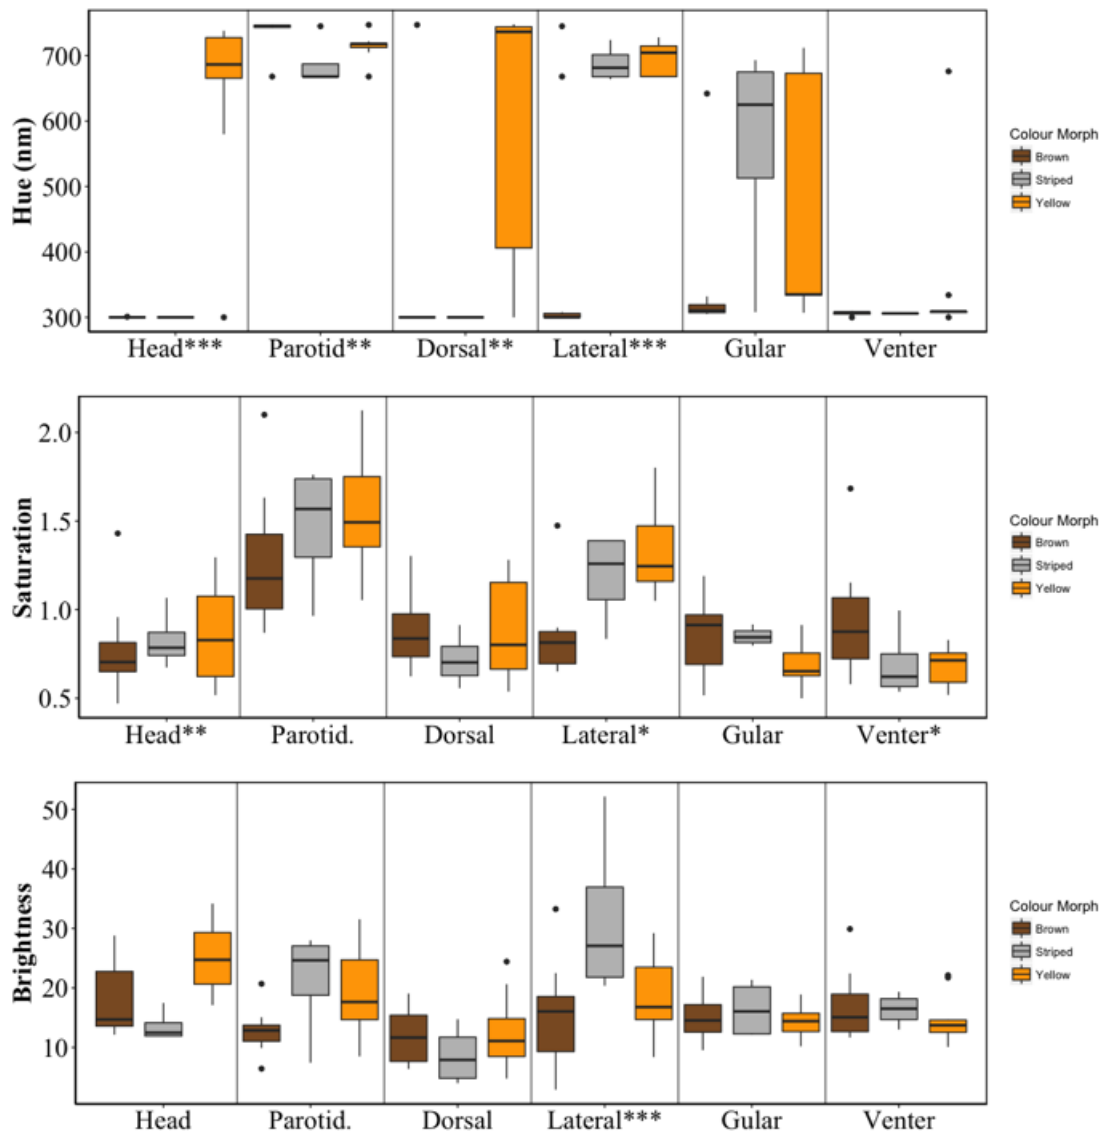 Hue (nm)
700
600
500
400
300
Head*** Parotid** Dorsal** Lateral*** Gular Venter
Colour Morph
Brown
Striped
Yellow
Saturation
2.0
1.5
1.0
0.5
Head** Parotid. Dorsal Lateral* Gular Venter*
Colour Morph
Brown
Striped
Yellow
Brightness
50
40
30
20
10
Head Parotid. Dorsal Lateral*** Gular Venter
Colour Morph
Brown
Striped
Yellow